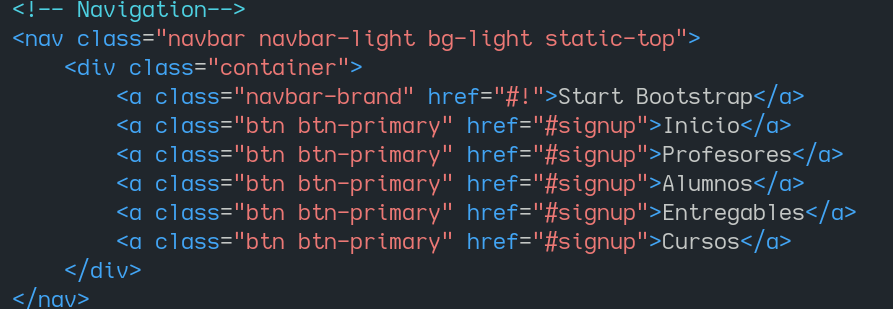 <!-- Navigation-->
<nav class="navbar navbar-light bg-light static-top">
    <div class="container">
        <a class="navbar-brand" href="#!">Start Bootstrap</a>
        <a class="btn btn-primary" href="#signup">Inicio</a>
        <a class="btn btn-primary" href="#signup">Profesores</a>
        <a class="btn btn-primary" href="#signup">Alumnos</a>
        <a class="btn btn-primary" href="#signup">Entregables</a>
        <a class="btn btn-primary" href="#signup">Cursos</a>
    </div>
</nav>